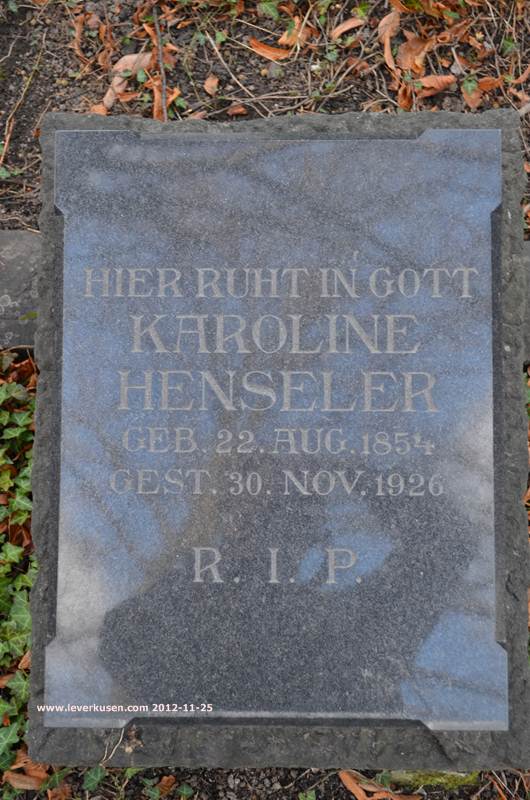 HIER RUHT IN GOTT
KAROLINE
HENSELER
GEB. 22. AUG. 1854
GEST. 30. NOV. 1926
R. I. P.
www.leverkusen.com 2012-11-25